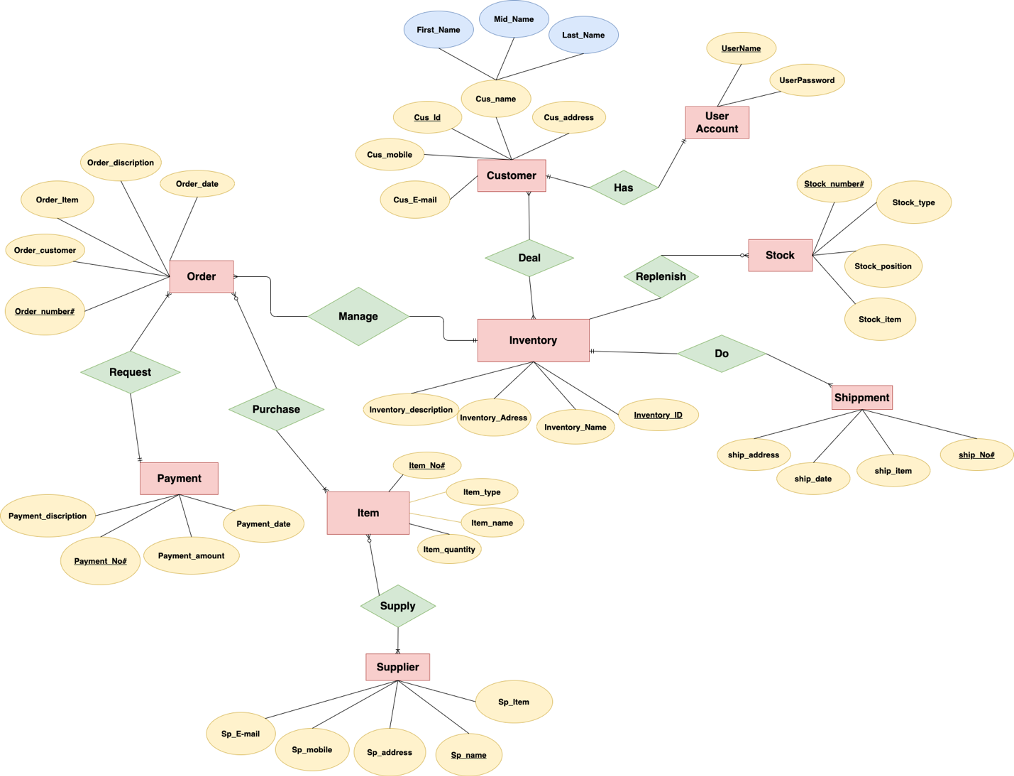 Mid_Name
First_Name
Last_Name
UserName
UserPassword
Cus_name
Cus_Id
Cus_address
User
Account
Cus_mobile
Order_discription
Customer
Has
Order_date
Stock_number#
Order_Item
Cus_E-mail
Stock_type
Order_customer
Deal
Stock
Order
Replenish
Stock_position
Order_number#
Manage
Stock_item
Inventory
Do
Request
Shippment
Purchase
Inventory_description
Inventory_Adress
Inventory_Name
Inventory_ID
ship_address
ship_date
ship_item
ship_No#
Item_No#
Payment
Item_type
Item
Item_name
Payment_discription
Payment_date
Item_quantity
Payment_No#
Payment_amount
Supply
Supplier
Sp_Item
Sp_E-mail
Sp_mobile
Sp_address
Sp_name